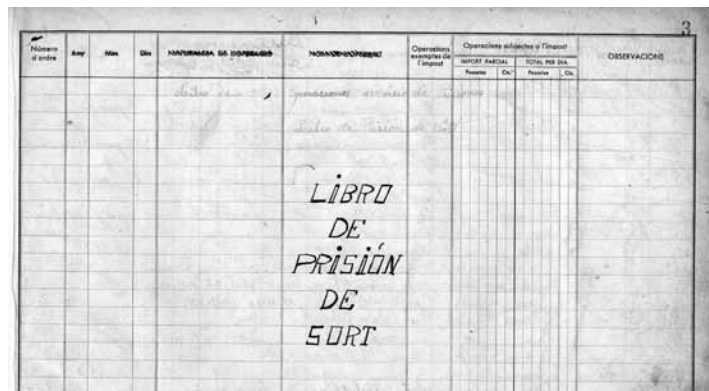 3
Número d'ordre
Any
Mes
Dia
Operacions exemptes de l'impost
Operacions subjectes a l'impost
IMPORT PARCIAL
TOTAL PER DIA
OBSERVACIONS
Pessetes
Cts.
Pessetes
Cts.
LIBRO
DE
PRISIÓN
DE
SORT